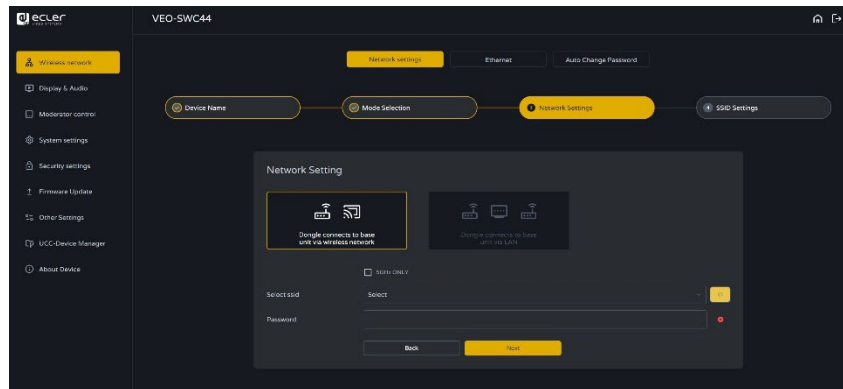 ecler
VEO-SWC44
Wireless network
Display & Audio
Moderator control
System settings
Security settings
Firmware Update
Other Settings
UCC-Device Manager
About Device
Network settings
Ethernet
Auto Change Password
Device Name
Mode Selection
Network Settings
SSID Settings
Network Setting
Dongle connects to base
unit via wireless network
Dongle connects to base
unit via LAN
5GHz ONLY
Select ssid
Select
Password
Back
Next